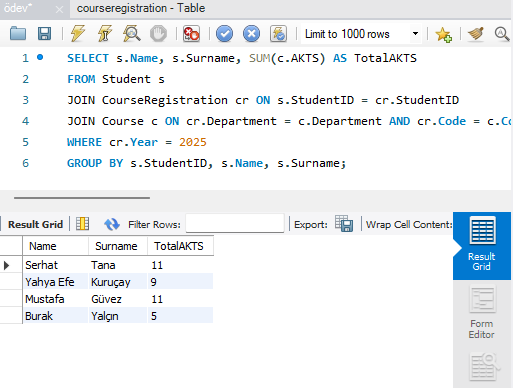 ödev*
courseregistration - Table
Limit to 1000 rows
1 SELECT s.Name, s.Surname, SUM(c.AKTS) AS TotalAKTS
2 FROM Student s
3 JOIN CourseRegistration cr ON s.StudentID = cr.StudentID
4 JOIN Course c ON cr.Department = c.Department AND cr.Code = c.Co
5 WHERE cr.Year = 2025
6 GROUP BY s.StudentID, s.Name, s.Surname;
Result Grid Filter Rows: Export: Wrap Cell Content:
Name Surname TotalAKTS
Serhat Tana 11
Yahya Efe Kuruçay 9
Mustafa Güvez 11
Burak Yalçın 5
Result
Grid
Form
Editor